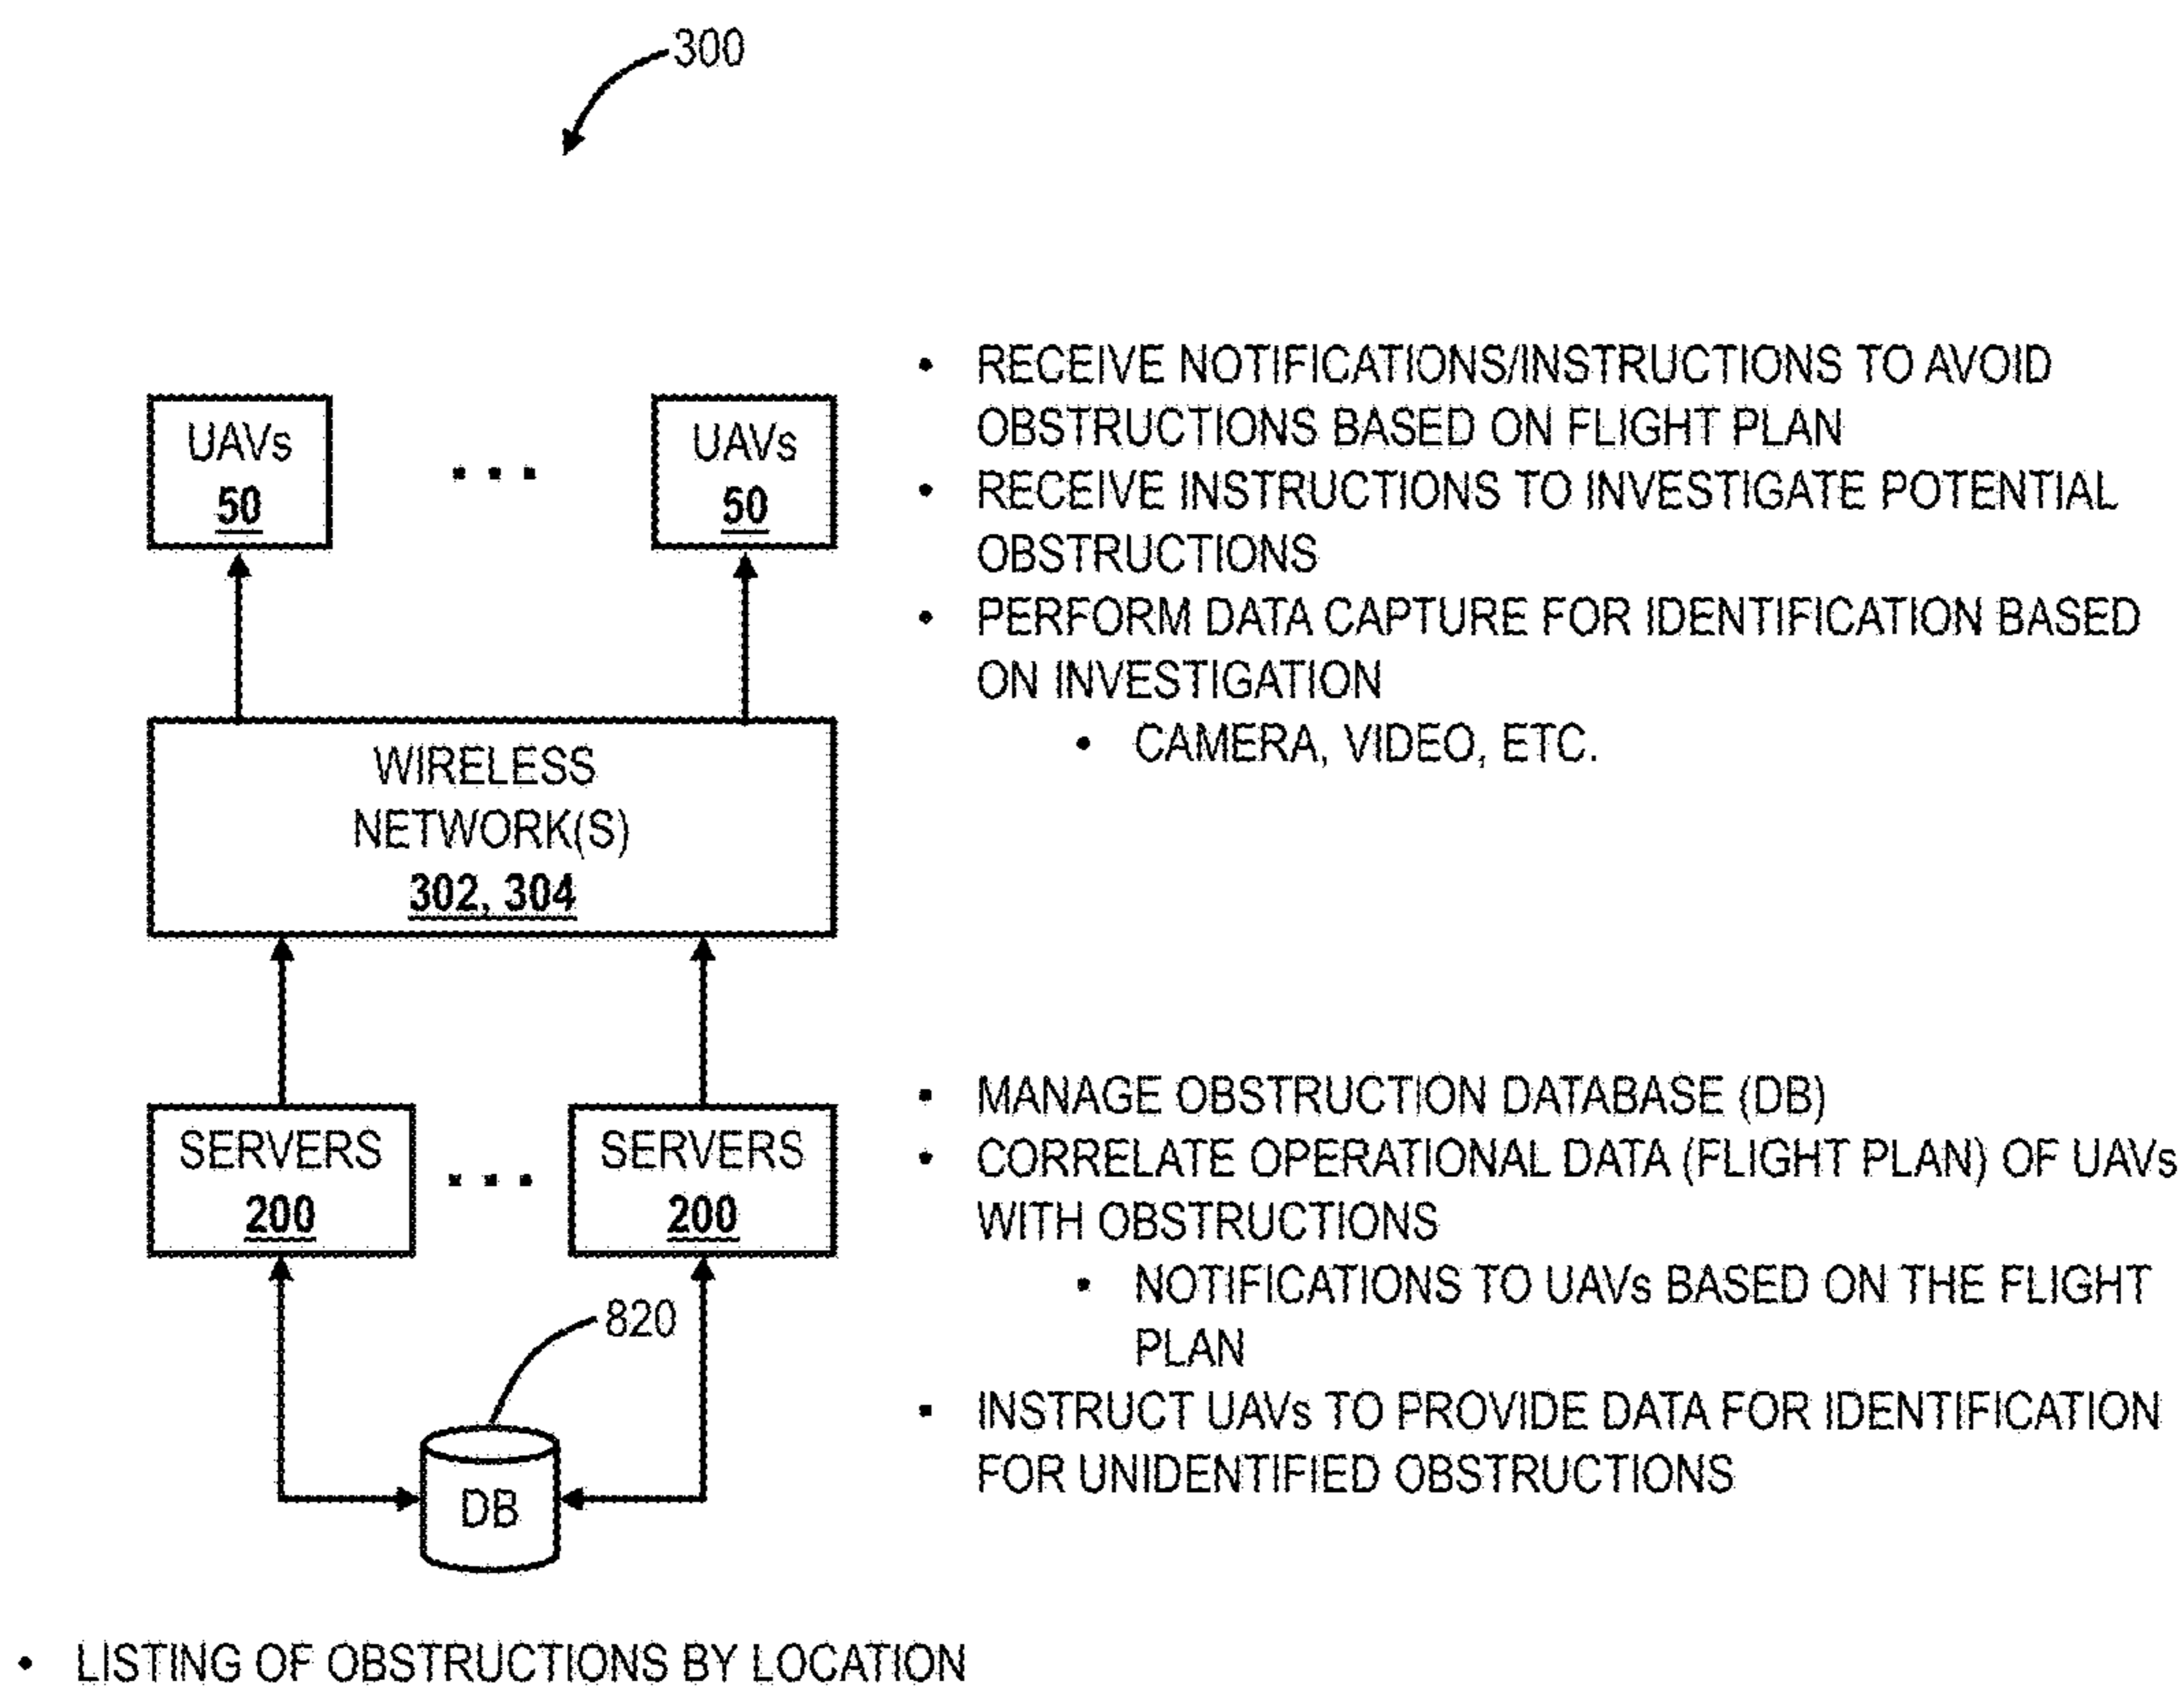 300
UAVs
50
...
UAVs
50
• RECEIVE NOTIFICATIONS/INSTRUCTIONS TO AVOID
OBSTRUCTIONS BASED ON FLIGHT PLAN
• RECEIVE INSTRUCTIONS TO INVESTIGATE POTENTIAL
OBSTRUCTIONS
• PERFORM DATA CAPTURE FOR IDENTIFICATION BASED
ON INVESTIGATION
• CAMERA, VIDEO, ETC.
WIRELESS
NETWORK(S)
302, 304
SERVERS
200
...
SERVERS
200
• MANAGE OBSTRUCTION DATABASE (DB)
• CORRELATE OPERATIONAL DATA (FLIGHT PLAN) OF UAVs
WITH OBSTRUCTIONS
• NOTIFICATIONS TO UAVs BASED ON THE FLIGHT
PLAN
• INSTRUCT UAVs TO PROVIDE DATA FOR IDENTIFICATION
FOR UNIDENTIFIED OBSTRUCTIONS
820
DB
• LISTING OF OBSTRUCTIONS BY LOCATION